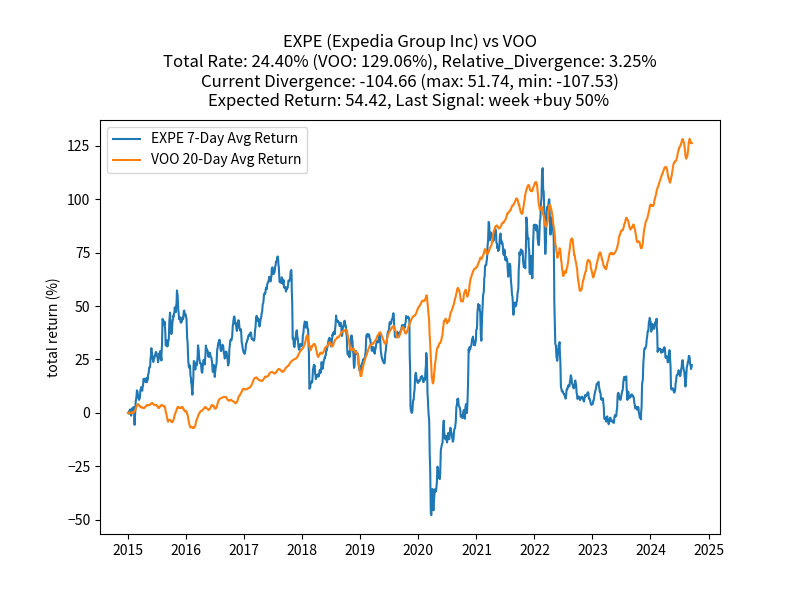 EXPE (Expedia Group Inc) vs VOO
Total Rate: 24.40% (VOO: 129.06%), Relative_Divergence: 3.25%
Current Divergence: -104.66 (max: 51.74, min: -107.53)
Expected Return: 54.42, Last Signal: week +buy 50%
EXPE 7-Day Avg Return
VOO 20-Day Avg Return
total return (%)
125
100
75
50
25
0
−25
−50
2015 2016 2017 2018 2019 2020 2021 2022 2023 2024 2025